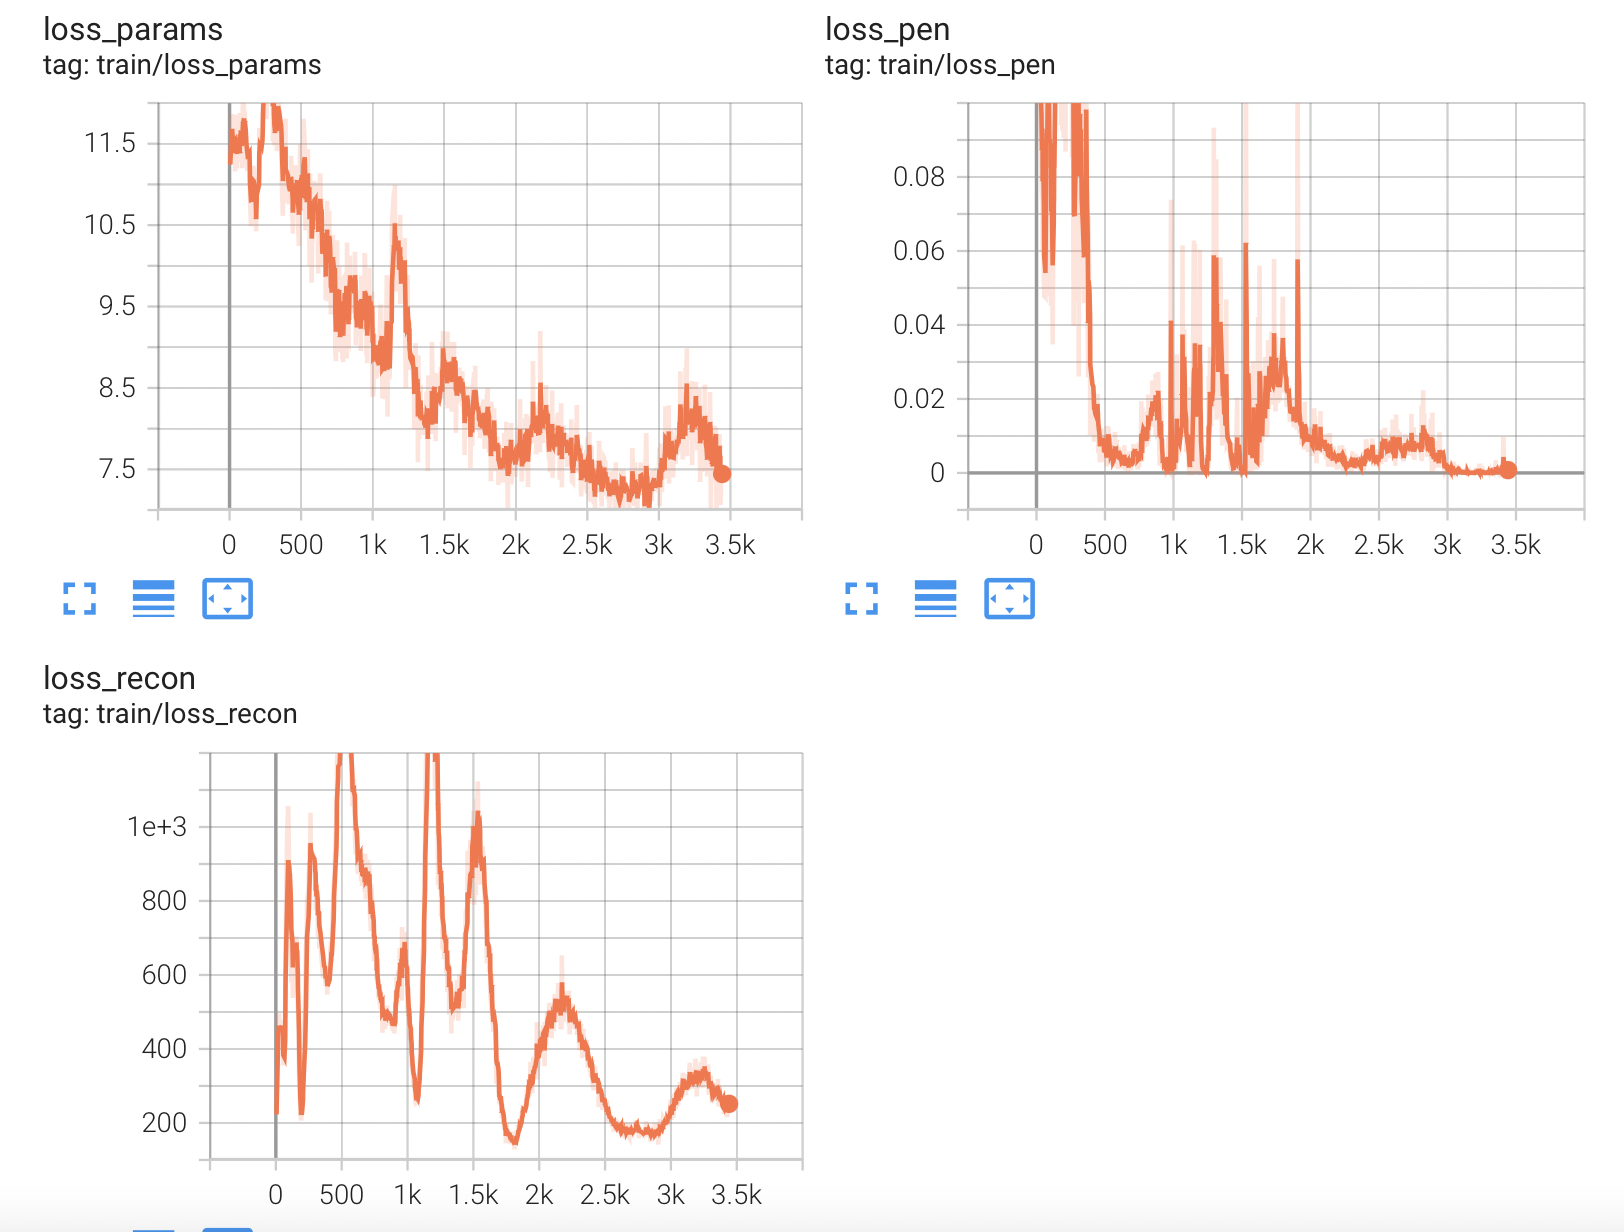 loss_params
tag: train/loss_params
11.5
10.5
9.5
8.5
7.5
0 500 1k 1.5k 2k 2.5k 3k 3.5k
loss_pen
tag: train/loss_pen
0.08
0.06
0.04
0.02
0
0 500 1k 1.5k 2k 2.5k 3k 3.5k
loss_recon
tag: train/loss_recon
1e+3
800
600
400
200
0 500 1k 1.5k 2k 2.5k 3k 3.5k